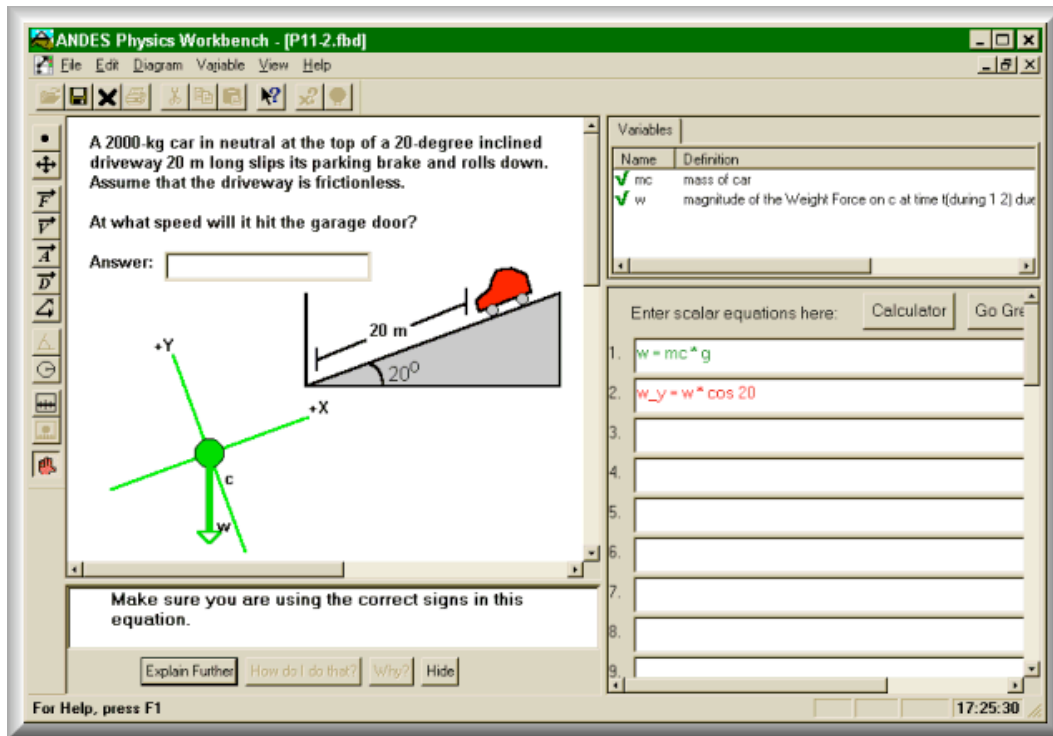 ANDES Physics Workbench - [P11-2.fbd]
File Edit Diagram Variable View Help
A 2000-kg car in neutral at the top of a 20-degree inclined
driveway 20 m long slips its parking brake and rolls down.
Assume that the driveway is frictionless.
At what speed will it hit the garage door?
Answer:
20 m
20⁰
+Y
+X
c
w
F
V
A
D
Variables
Name Definition
mc mass of car
w magnitude of the Weight Force on c at time t(during 1 2) due
Enter scalar equations here: Calculator Go Gre
1. w = mc * g
2. w_y = w * cos 20
3.
4.
5.
6.
7.
8.
9.
Make sure you are using the correct signs in this
equation.
Explain Further How do I do that? Why? Hide
For Help, press F1 17:25:30